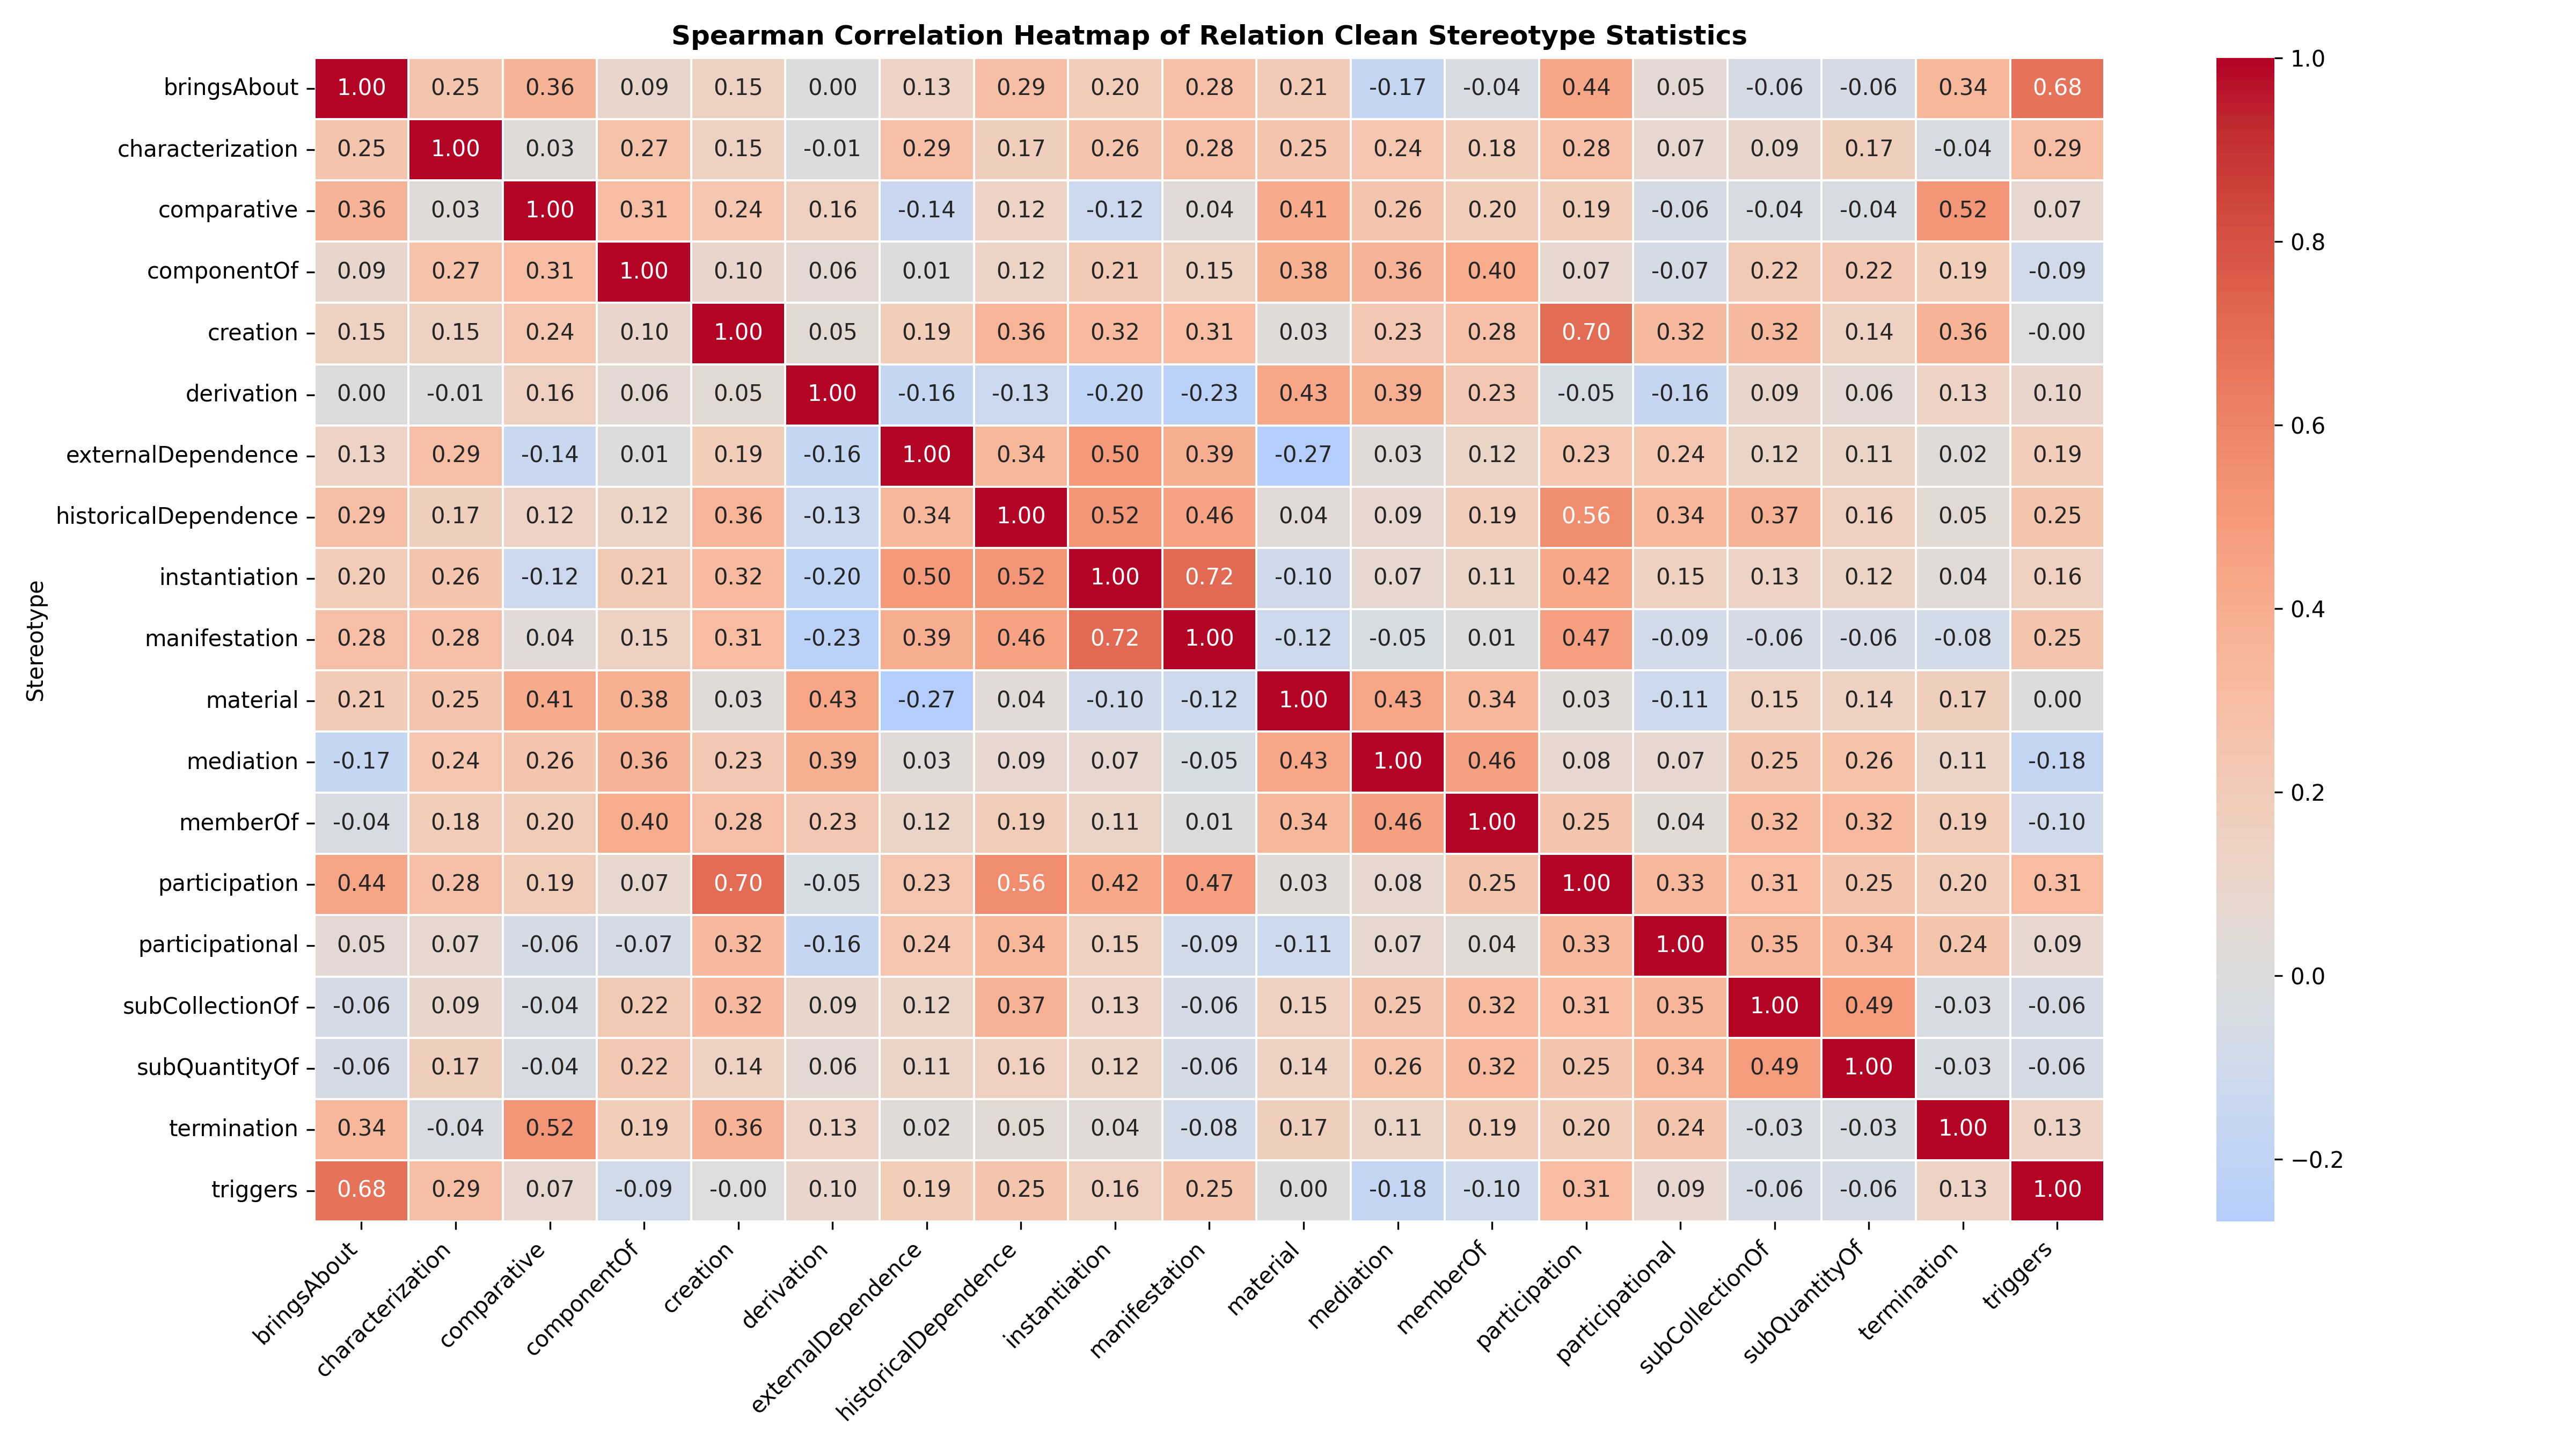 Spearman Correlation Heatmap of Relation Clean Stereotype Statistics
bringsAbout 1.00 0.25 0.36 0.09 0.15 0.00 0.13 0.29 0.20 0.28 0.21 -0.17 -0.04 0.44 0.05 -0.06 -0.06 0.34 0.68
characterization 0.25 1.00 0.03 0.27 0.15 -0.01 0.29 0.17 0.26 0.28 0.25 0.24 0.18 0.28 0.07 0.09 0.17 -0.04 0.29
comparative 0.36 0.03 1.00 0.31 0.24 0.16 -0.14 0.12 -0.12 0.04 0.41 0.26 0.20 0.19 -0.06 -0.04 -0.04 0.52 0.07
componentOf 0.09 0.27 0.31 1.00 0.10 0.06 0.01 0.12 0.21 0.15 0.38 0.36 0.40 0.07 -0.07 0.22 0.22 0.19 -0.09
creation 0.15 0.15 0.24 0.10 1.00 0.05 0.19 0.36 0.32 0.31 0.03 0.23 0.28 0.70 0.32 0.32 0.14 0.36 -0.00
derivation 0.00 -0.01 0.16 0.06 0.05 1.00 -0.16 -0.13 -0.20 -0.23 0.43 0.39 0.23 -0.05 -0.16 0.09 0.06 0.13 0.10
externalDependence 0.13 0.29 -0.14 0.01 0.19 -0.16 1.00 0.34 0.50 0.39 -0.27 0.03 0.12 0.23 0.24 0.12 0.11 0.02 0.19
historicalDependence 0.29 0.17 0.12 0.12 0.36 -0.13 0.34 1.00 0.52 0.46 0.04 0.09 0.19 0.56 0.34 0.37 0.16 0.05 0.25
instantiation 0.20 0.26 -0.12 0.21 0.32 -0.20 0.50 0.52 1.00 0.72 -0.10 0.07 0.11 0.42 0.15 0.13 0.12 0.04 0.16
manifestation 0.28 0.28 0.04 0.15 0.31 -0.23 0.39 0.46 0.72 1.00 -0.12 -0.05 0.01 0.47 -0.09 -0.06 -0.06 -0.08 0.25
material 0.21 0.25 0.41 0.38 0.03 0.43 -0.27 0.04 -0.10 -0.12 1.00 0.43 0.34 0.03 -0.11 0.15 0.14 0.17 0.00
mediation -0.17 0.24 0.26 0.36 0.23 0.39 0.03 0.09 0.07 -0.05 0.43 1.00 0.46 0.08 0.07 0.25 0.26 0.11 -0.18
memberOf -0.04 0.18 0.20 0.40 0.28 0.23 0.12 0.19 0.11 0.01 0.34 0.46 1.00 0.25 0.04 0.32 0.32 0.19 -0.10
participation 0.44 0.28 0.19 0.07 0.70 -0.05 0.23 0.56 0.42 0.47 0.03 0.08 0.25 1.00 0.33 0.31 0.25 0.20 0.31
participational 0.05 0.07 -0.06 -0.07 0.32 -0.16 0.24 0.34 0.15 -0.09 -0.11 0.07 0.04 0.33 1.00 0.35 0.34 0.24 0.09
subCollectionOf -0.06 0.09 -0.04 0.22 0.32 0.09 0.12 0.37 0.13 -0.06 0.15 0.25 0.32 0.31 0.35 1.00 0.49 -0.03 -0.06
subQuantityOf -0.06 0.17 -0.04 0.22 0.14 0.06 0.11 0.16 0.12 -0.06 0.14 0.26 0.32 0.25 0.34 0.49 1.00 -0.03 -0.06
termination 0.34 -0.04 0.52 0.19 0.36 0.13 0.02 0.05 0.04 -0.08 0.17 0.11 0.19 0.20 0.24 -0.03 -0.03 1.00 0.13
triggers 0.68 0.29 0.07 -0.09 -0.00 0.10 0.19 0.25 0.16 0.25 0.00 -0.18 -0.10 0.31 0.09 -0.06 -0.06 0.13 1.00
Stereotype
bringsAbout
characterization
comparative
componentOf
creation
derivation
externalDependence
historicalDependence
instantiation
manifestation
material
mediation
memberOf
participation
participational
subCollectionOf
subQuantityOf
termination
triggers
1.0
0.8
0.6
0.4
0.2
0.0
−0.2